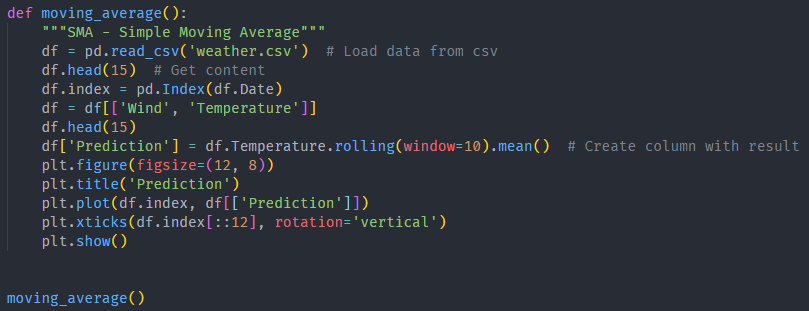 def moving_average():
    """SMA - Simple Moving Average"""
    df = pd.read_csv('weather.csv')  # Load data from csv
    df.head(15)  # Get content
    df.index = pd.Index(df.Date)
    df = df[['Wind', 'Temperature']]
    df.head(15)
    df['Prediction'] = df.Temperature.rolling(window=10).mean()  # Create column with result
    plt.figure(figsize=(12, 8))
    plt.title('Prediction')
    plt.plot(df.index, df[['Prediction']])
    plt.xticks(df.index[::12], rotation='vertical')
    plt.show()
moving_average()